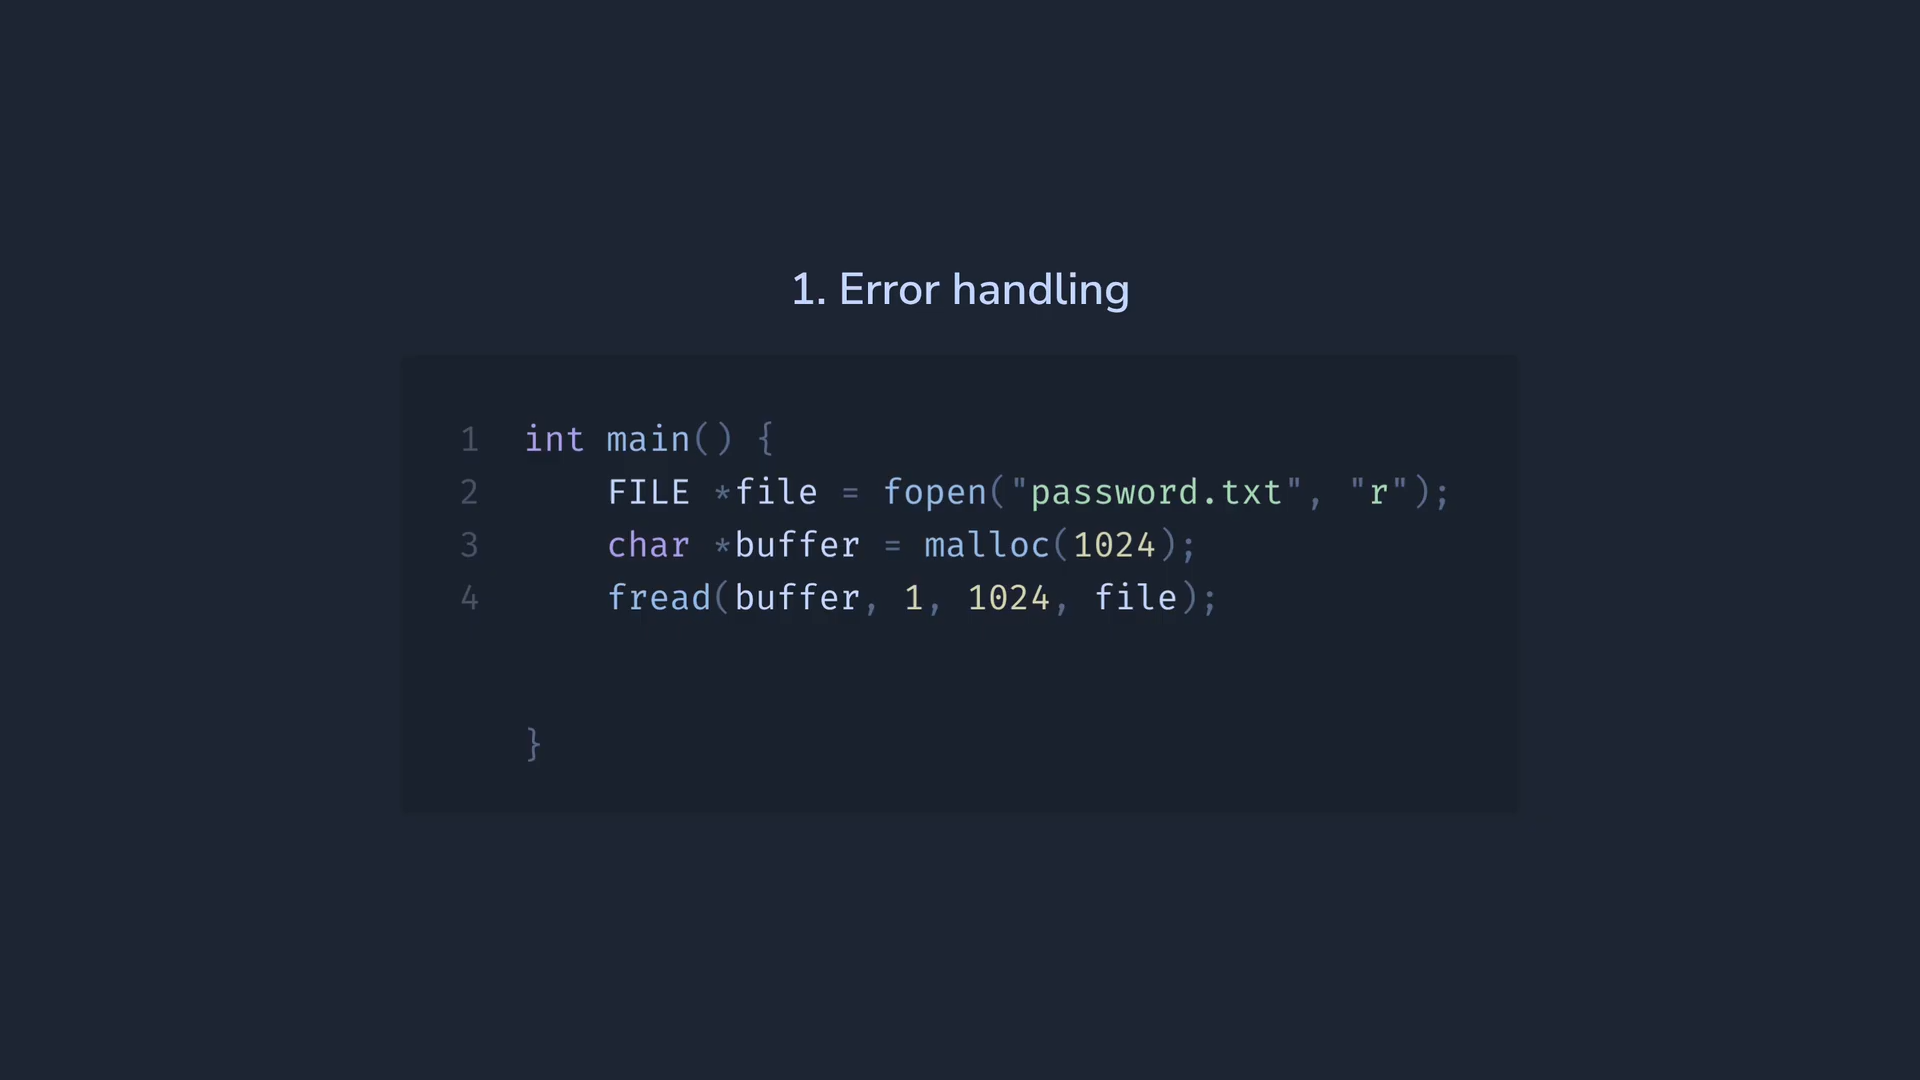 1. Error handling
1 int main() {
2     FILE *file = fopen("password.txt", "r");
3     char *buffer = malloc(1024);
4     fread(buffer, 1, 1024, file);
}